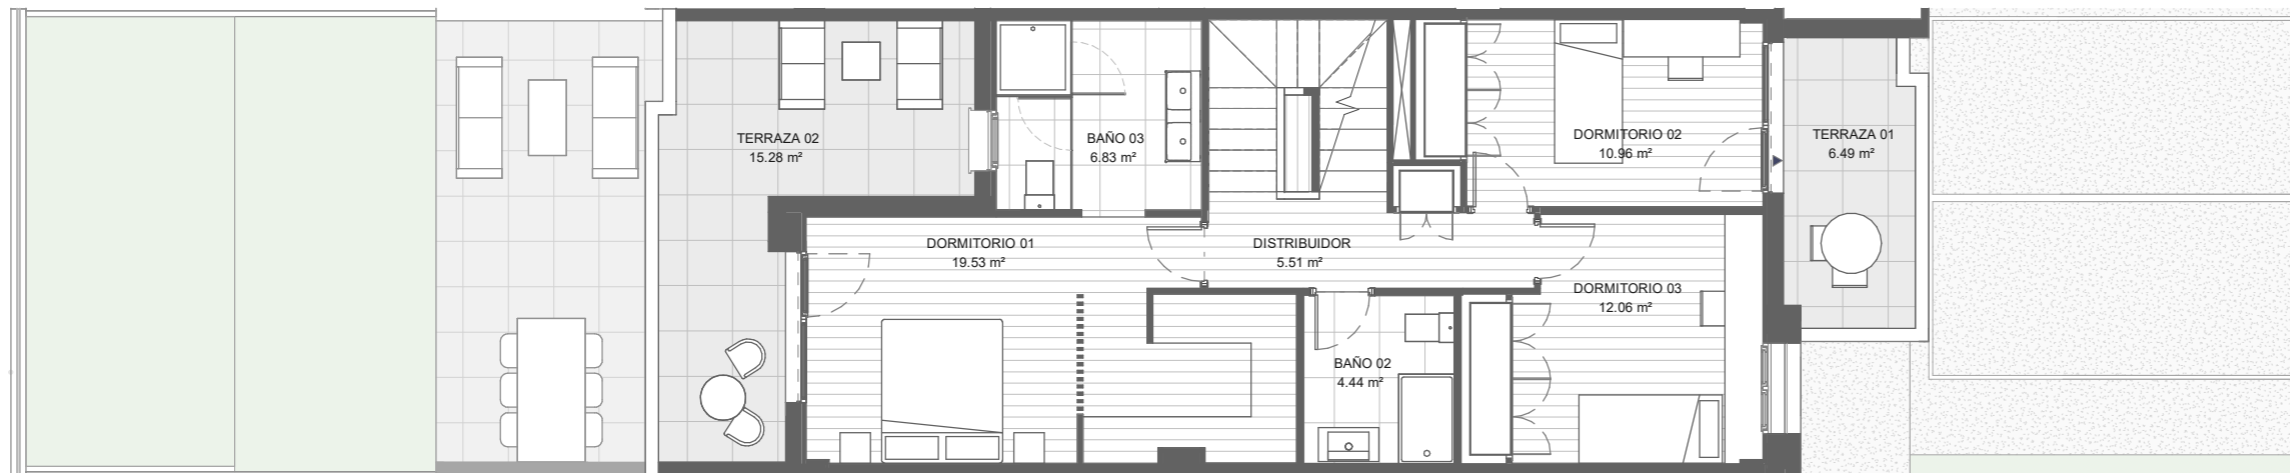 TERRAZA 02
15.28 m²
BAÑO 03
6.83 m²
DORMITORIO 02
10.96 m²
TERRAZA 01
6.49 m²
DORMITORIO 01
19.53 m²
DISTRIBUIDOR
5.51 m²
DORMITORIO 03
12.06 m²
BAÑO 02
4.44 m²